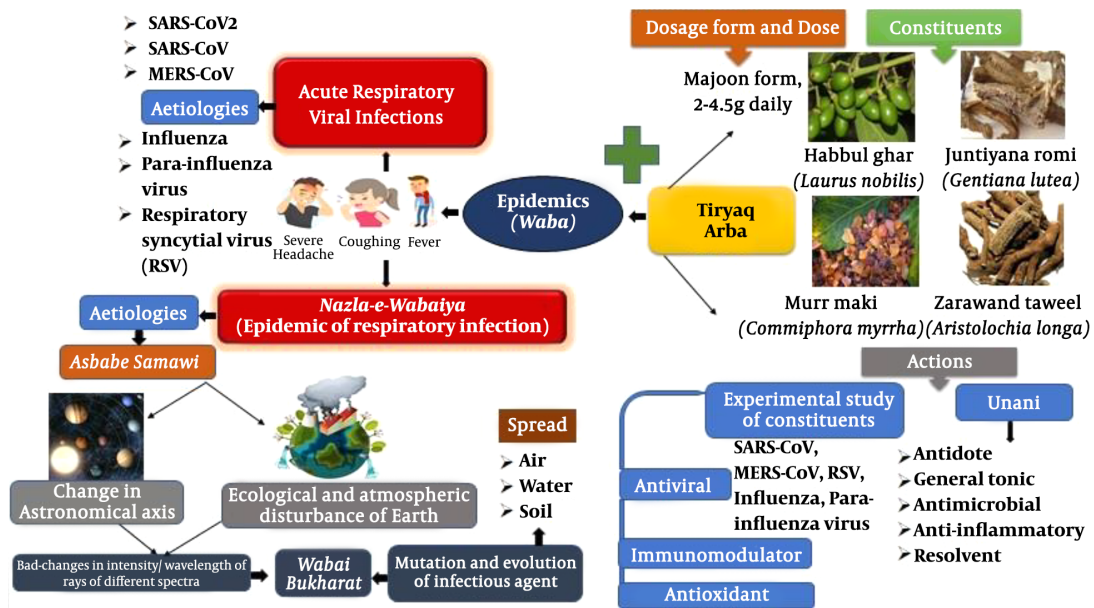 SARS-CoV2
SARS-CoV
MERS-CoV
Aetiologies
Influenza
Para-influenza
virus
Respiratory
syncytial virus
(RSV)
Acute Respiratory
Viral Infections
Severe
Headache
Coughing
Fever
Epidemics
(Waba)
Tiryaq
Arba
Nazla-e-Wabaiya
(Epidemic of respiratory infection)
Aetiologies
Asbabe Samawi
Change in
Astronomical axis
Ecological and atmospheric
disturbance of Earth
Bad-changes in intensity/ wavelength of
rays of different spectra
Wabai
Bukharat
Mutation and evolution
of infectious agent
Spread
Air
Water
Soil
Dosage form and Dose
Majoon form,
2-4.5g daily
Constituents
Habbul ghar
(Laurus nobilis)
Juntiyana romi
(Gentiana lutea)
Murr maki
(Commiphora myrrha)
Zarawand taweel
(Aristolochia longa)
Actions
Experimental study
of constituents
SARS-CoV,
MERS-CoV, RSV,
Influenza, Para-
influenza virus
Antiviral
Immunomodulator
Antioxidant
Unani
Antidote
General tonic
Antimicrobial
Anti-inflammatory
Resolvent